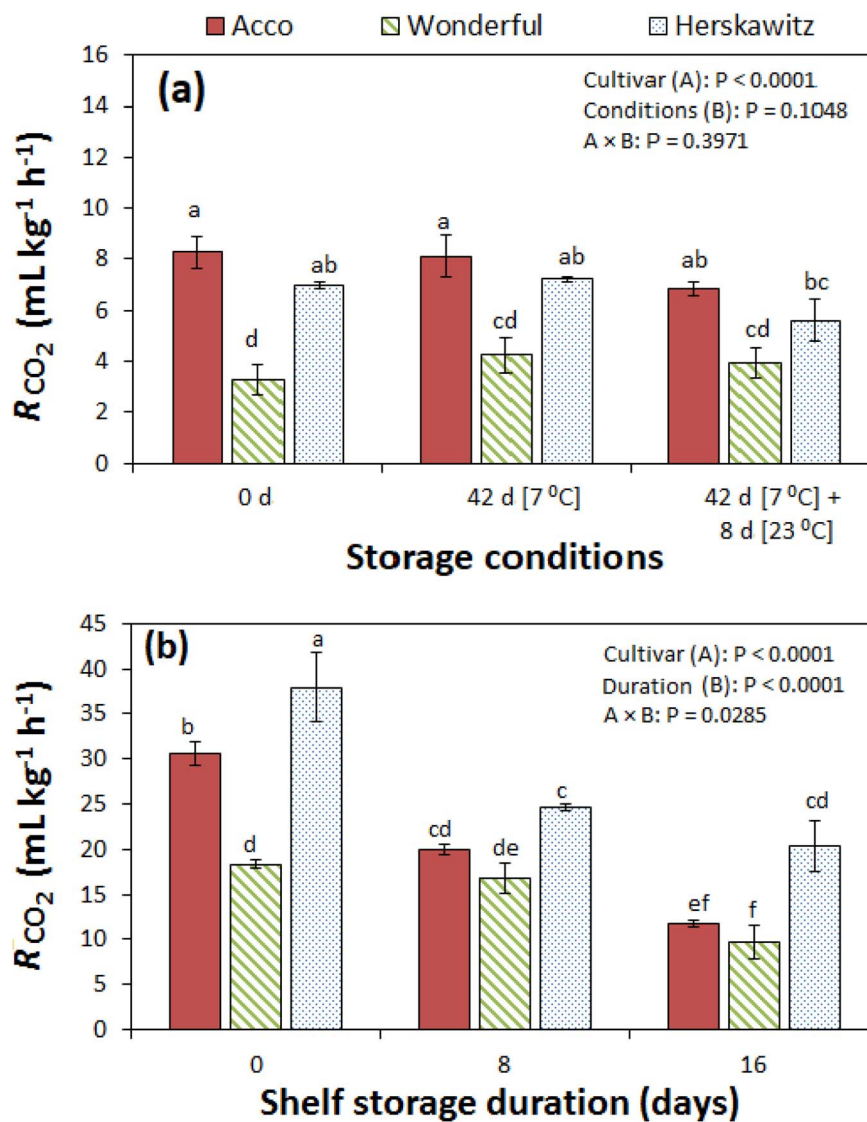 Acco Wonderful Herskawitz
(a)
Cultivar (A): P < 0.0001
Conditions (B): P = 0.1048
A × B: P = 0.3971
R CO₂ (mL kg⁻¹ h⁻¹)
16
14
12
10
8
6
4
2
0
a
d
ab
a
cd
ab
ab
cd
bc
0 d
42 d [7 ⁰C]
42 d [7 ⁰C] +
8 d [23 ⁰C]
Storage conditions
(b)
Cultivar (A): P < 0.0001
Duration (B): P < 0.0001
A × B: P = 0.0285
R CO₂ (mL kg⁻¹ h⁻¹)
45
40
35
30
25
20
15
10
5
0
b
d
a
cd
de
c
ef
f
cd
0
8
16
Shelf storage duration (days)